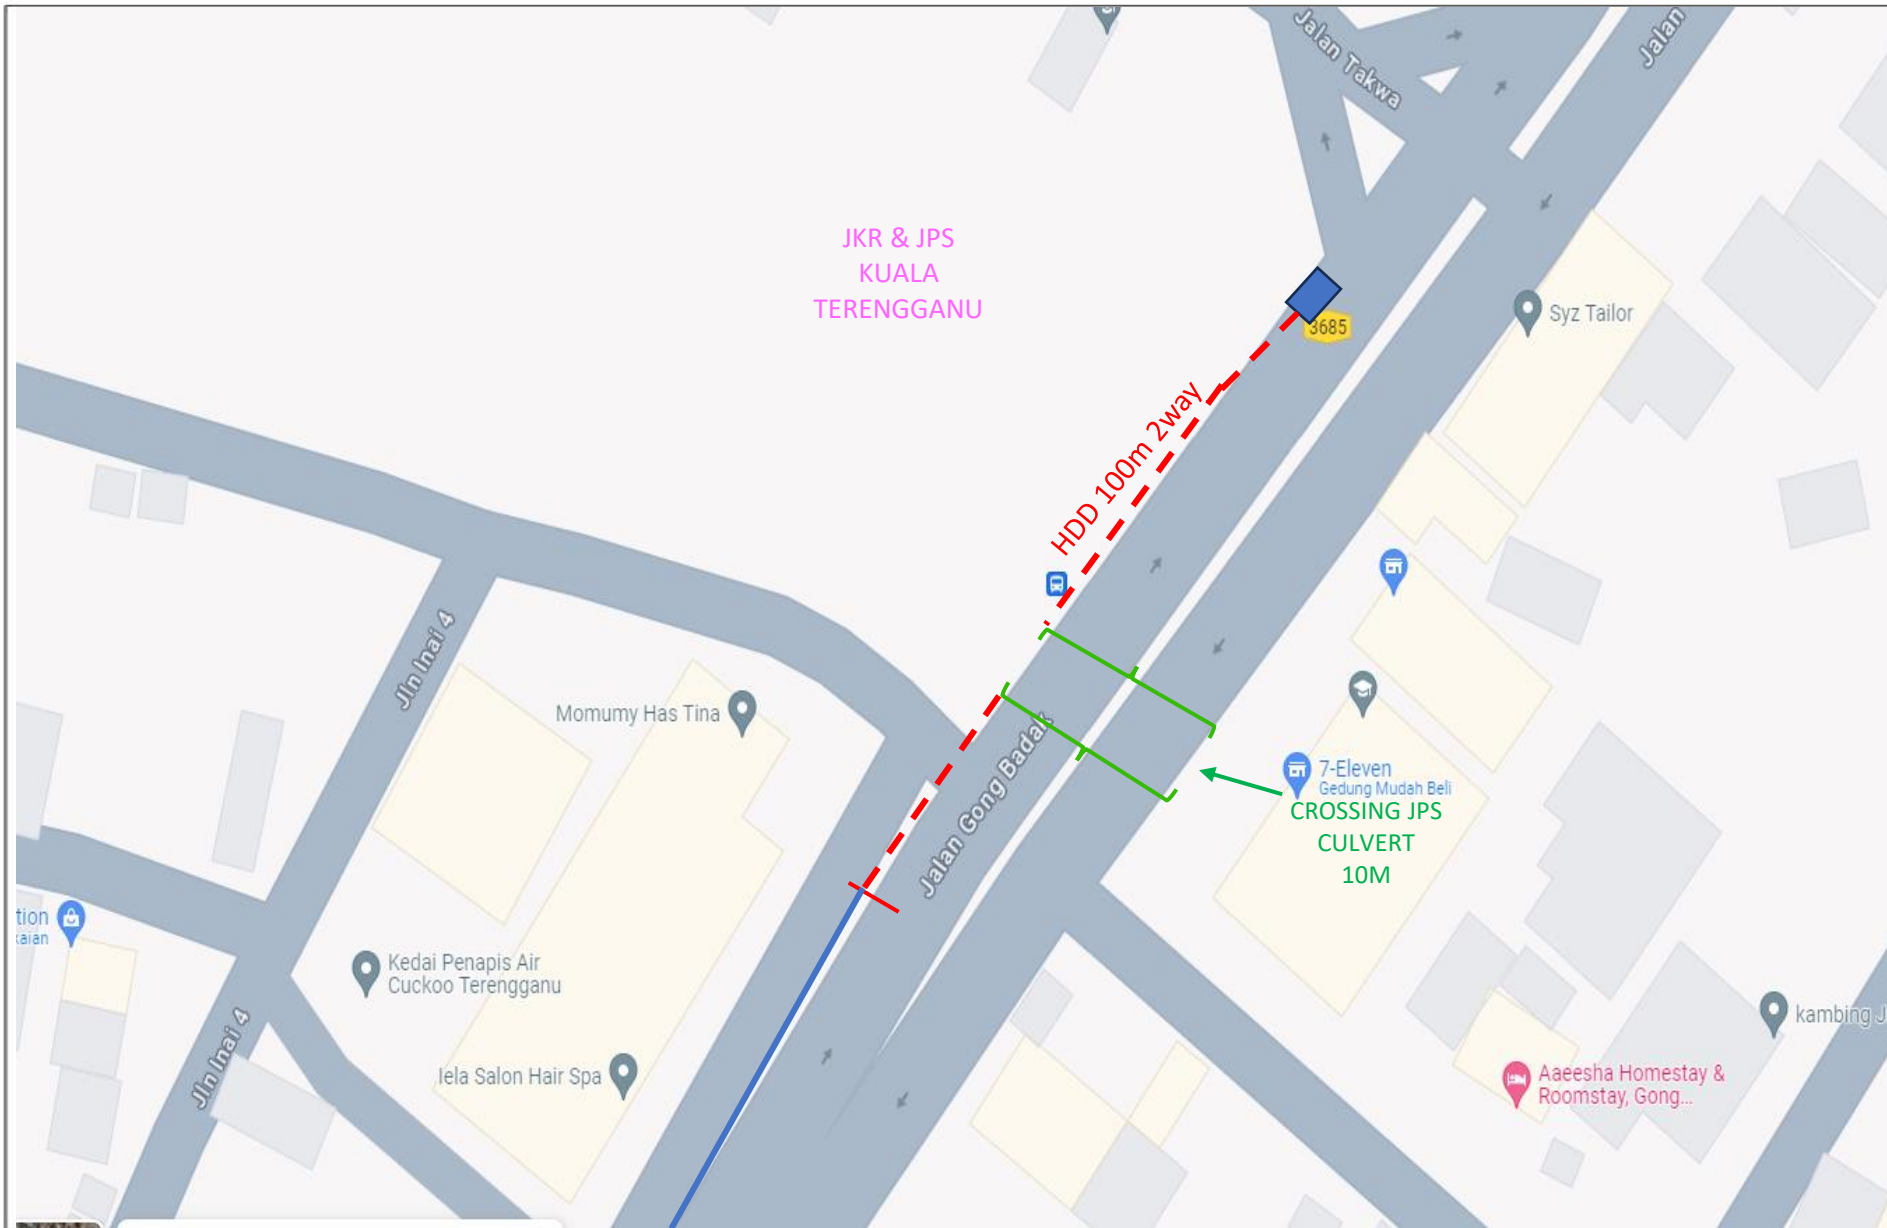 Jalan Takwa
Jalan
JKR & JPS
KUALA
TERENGGANU
3685
Syz Tailor
HDD 100m 2way
Jln Inai 4
Momumy Has Tina
Jalan Gong Badak
7-Eleven
Gedung Mudah Beli
CROSSING JPS
CULVERT
10M
tion
kaian
Kedai Penapis Air
Cuckoo Terengganu
kambing J
Jln Inai 4
Iela Salon Hair Spa
Aaeesha Homestay &
Roomstay, Gong...